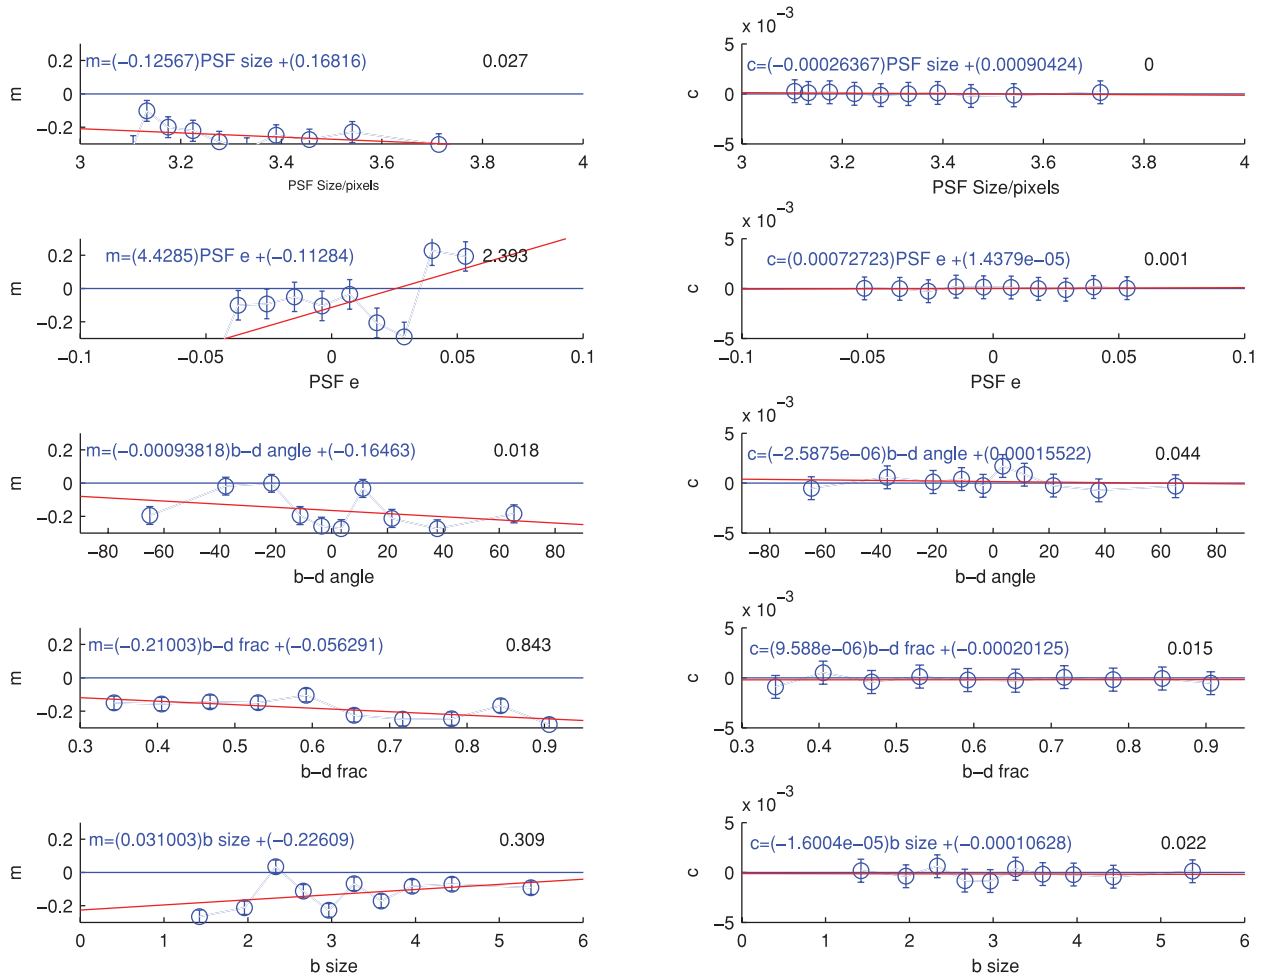 x 10⁻³
0.2
0
−0.2
m
m=(−0.12567)PSF size +(0.16816)
0.027
3 3.2 3.4 3.6 3.8 4
PSF Size/pixels
5
0
−5
c
c=(−0.00026367)PSF size +(0.00090424)
0
3 3.2 3.4 3.6 3.8 4
PSF Size/pixels
0.2
0
−0.2
m
m=(4.4285)PSF e +(−0.11284)
2.393
−0.1 −0.05 0 0.05 0.1
PSF e
x 10⁻³
5
0
−5
c
c=(0.00072723)PSF e +(1.4379e−05)
0.001
−0.1 −0.05 0 0.05 0.1
PSF e
0.2
0
−0.2
m
m=(−0.00093818)b−d angle +(−0.16463)
0.018
−80 −60 −40 −20 0 20 40 60 80
b−d angle
x 10⁻³
5
0
−5
c
c=(−2.5875e−06)b−d angle +(0.00015522)
0.044
−80 −60 −40 −20 0 20 40 60 80
b−d angle
0.2
0
−0.2
m
m=(−0.21003)b−d frac +(−0.056291)
0.843
0.3 0.4 0.5 0.6 0.7 0.8 0.9
b−d frac
x 10⁻³
5
0
−5
c
c=(9.588e−06)b−d frac +(−0.00020125)
0.015
0.3 0.4 0.5 0.6 0.7 0.8 0.9
b−d frac
0.2
0
−0.2
m
m=(0.031003)b size +(−0.22609)
0.309
0 1 2 3 4 5 6
b size
x 10⁻³
5
0
−5
c
c=(−1.6004e−05)b size +(−0.00010628)
0.022
0 1 2 3 4 5 6
b size